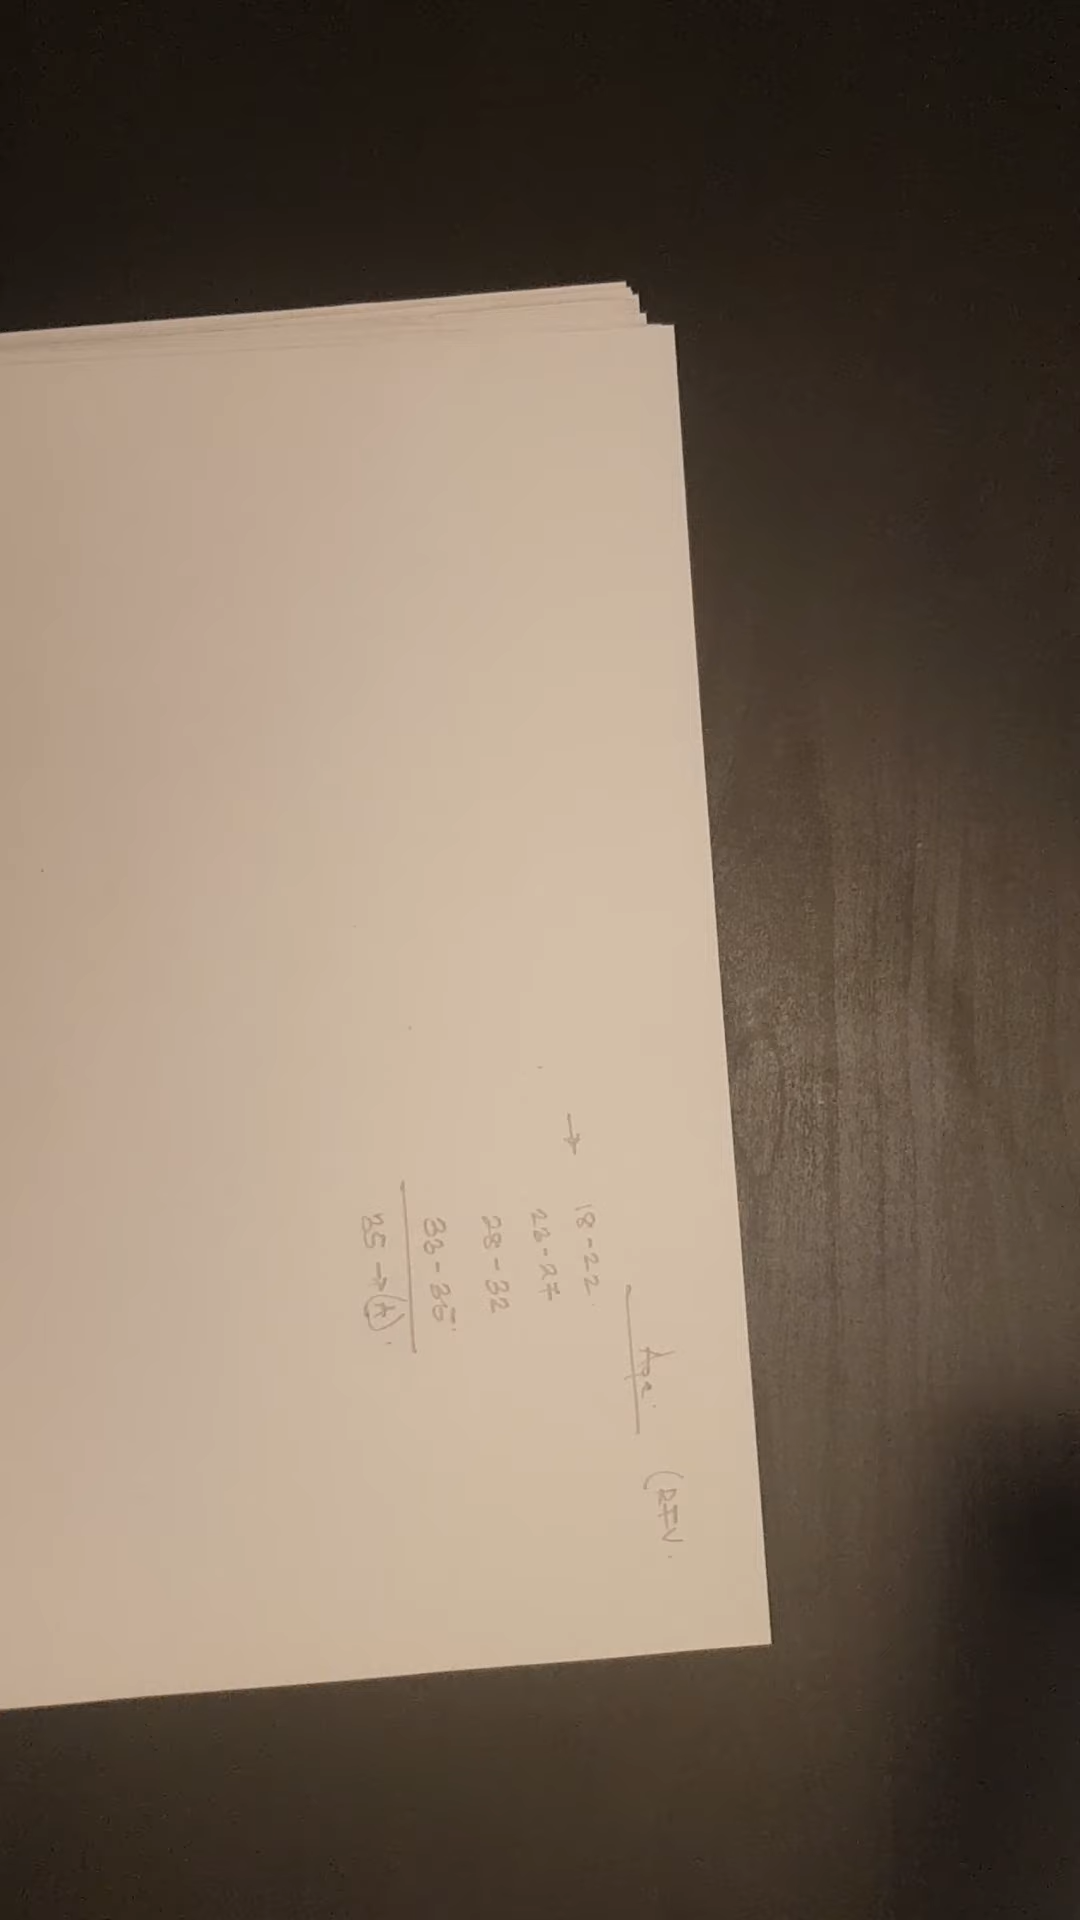 Age. (RFV.
→ 18-22.
23-27
28-32
33-35.
35 → (A).